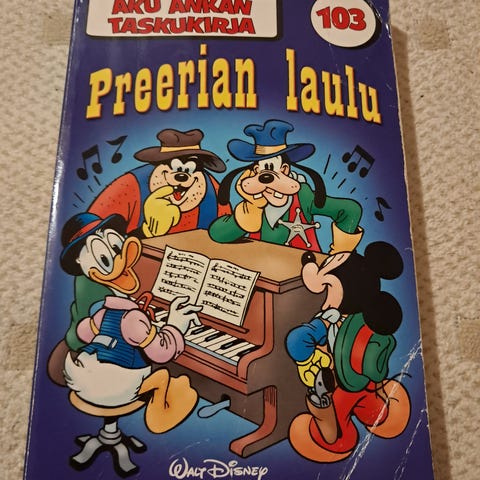 AKU ANKAN
TASKUKIRJA
103
Preerian laulu
WALT DISNEY